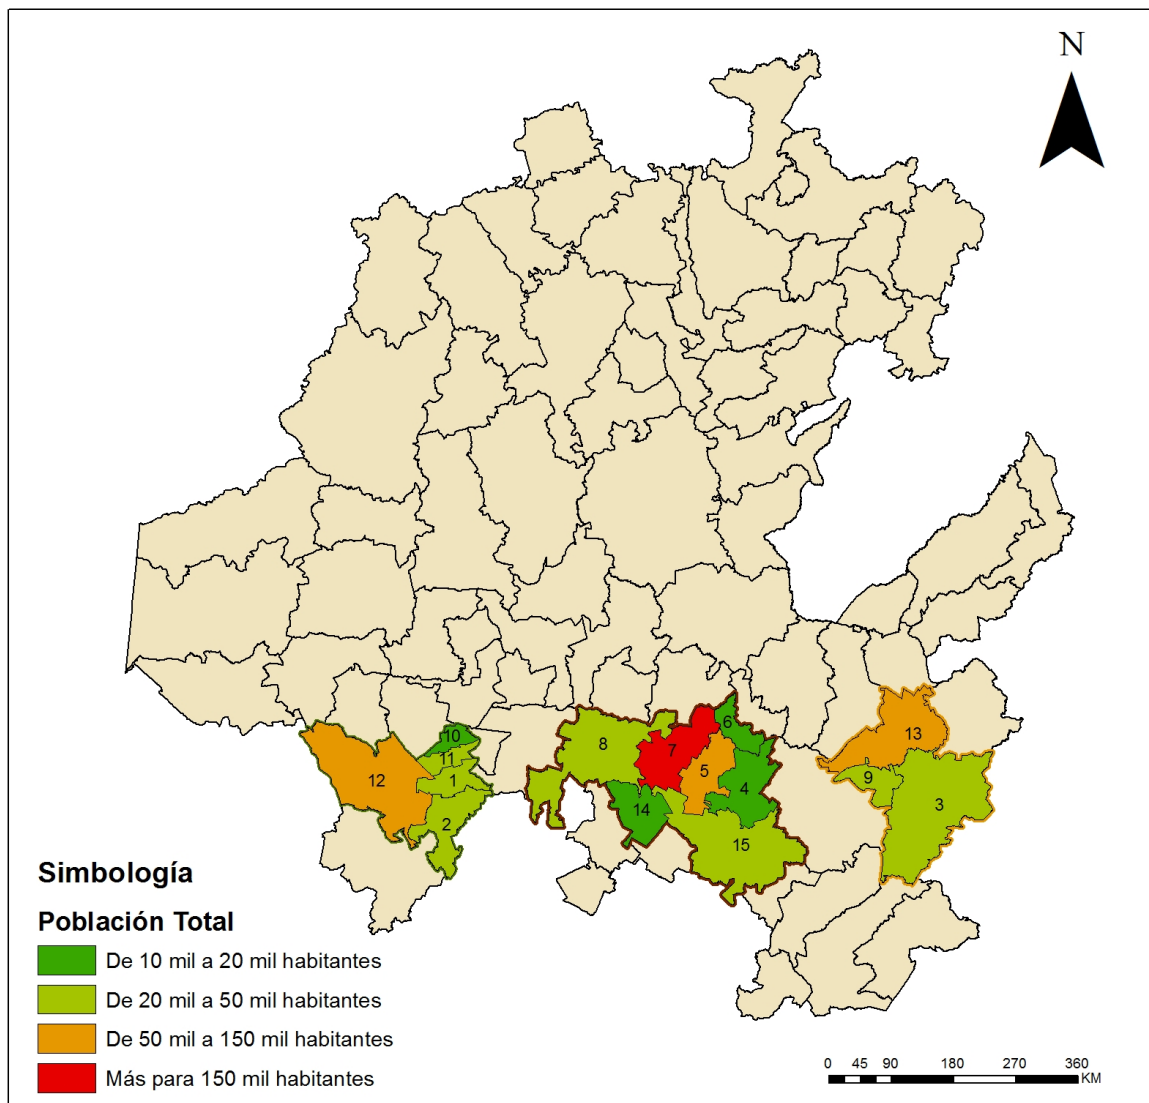 N
6
10
13
8
7
11
5
9
12
1
4
3
14
2
15
Simbología
Población Total
De 10 mil a 20 mil habitantes
De 20 mil a 50 mil habitantes
De 50 mil a 150 mil habitantes
Más para 150 mil habitantes
0 45 90 180 270 360
KM